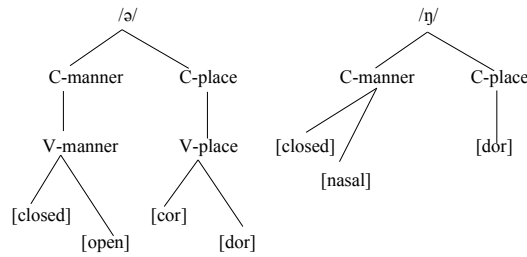 /ə/ /ŋ/
C-manner C-place C-manner C-place
V-manner V-place [closed] [dor]
[nasal]
[closed] [cor]
[open] [dor]